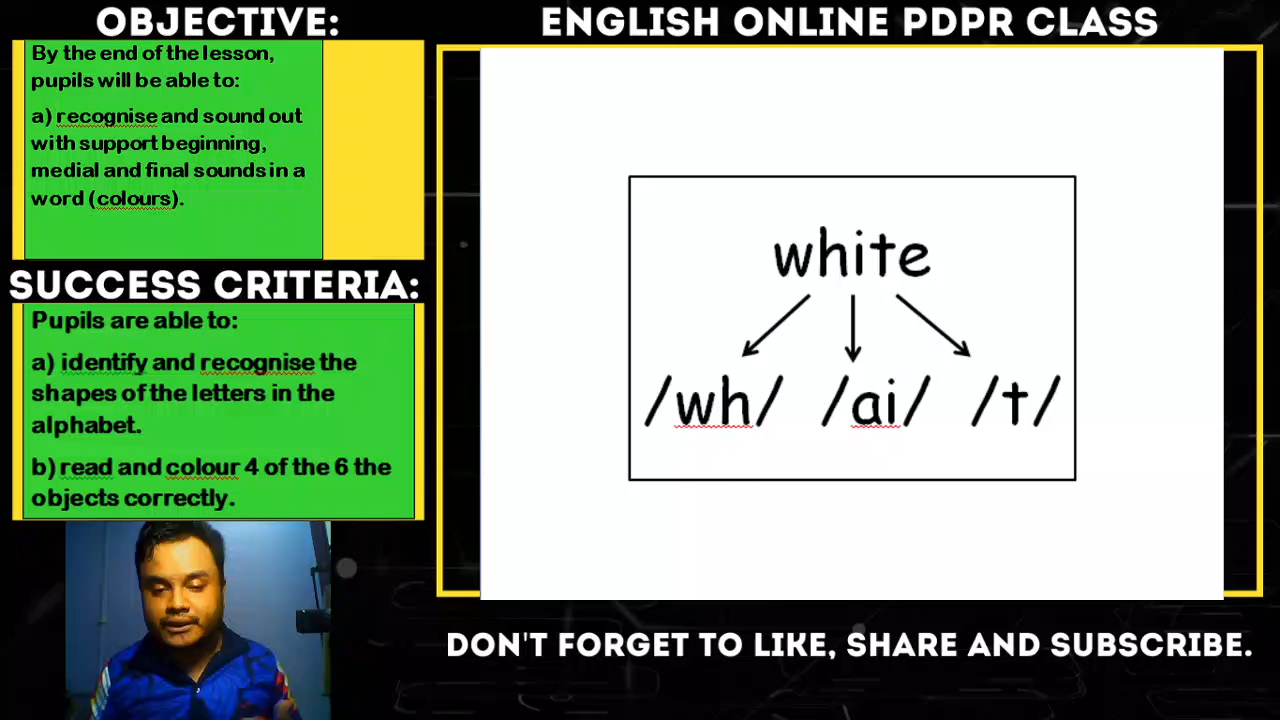 OBJECTIVE:
By the end of the lesson,
pupils will be able to:
a) recognise and sound out
with support beginning,
medial and final sounds in a
word (colours).
SUCCESS CRITERIA:
Pupils are able to:
a) identify and recognise the
shapes of the letters in the
alphabet.
b) read and colour 4 of the 6 the
objects correctly.
ENGLISH ONLINE PDPR CLASS
white
/wh/ /ai/ /t/
DON'T FORGET TO LIKE, SHARE AND SUBSCRIBE.